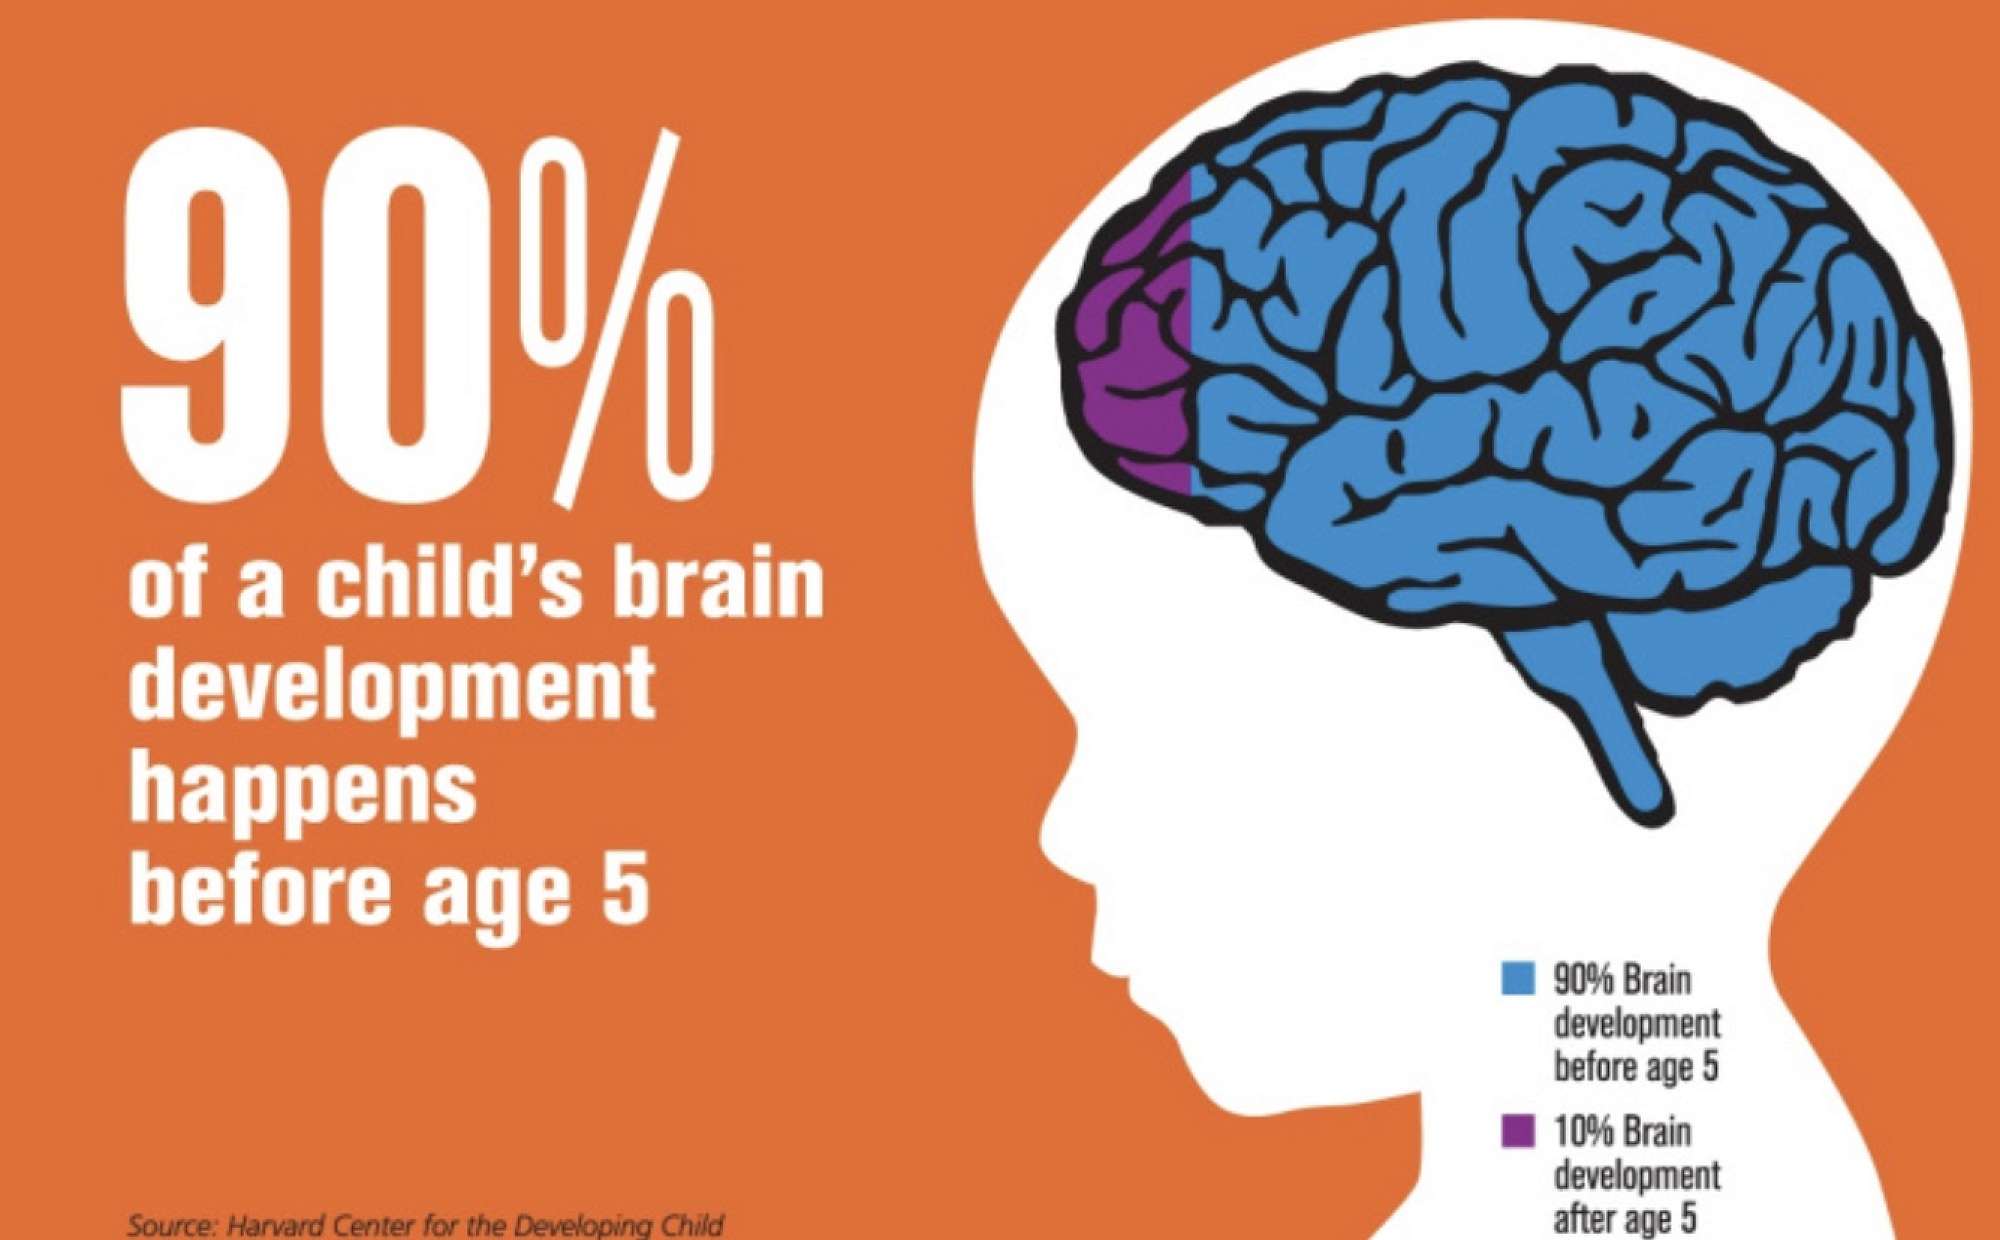 90%
of a child’s brain
development
happens
before age 5
90% Brain
development
before age 5
10% Brain
development
after age 5
Source: Harvard Center for the Developing Child